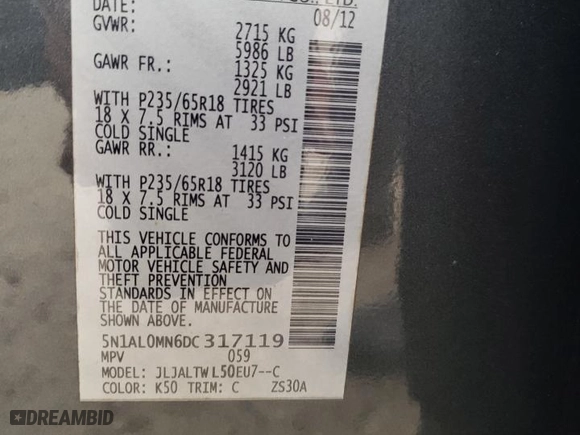 CO., LTD.
DATE: 08/12
GVWR: 2715 KG
5986 LB
GAWR FR.: 1325 KG
2921 LB
WITH P235/65R18 TIRES
18 X 7.5 RIMS AT 33 PSI
COLD SINGLE
GAWR RR.: 1415 KG
3120 LB
WITH P235/65R18 TIRES
18 X 7.5 RIMS AT 33 PSI
COLD SINGLE
THIS VEHICLE CONFORMS TO
ALL APPLICABLE FEDERAL
MOTOR VEHICLE SAFETY AND
THEFT PREVENTION
STANDARDS IN EFFECT ON
THE DATE OF MANUFACTURE
SHOWN ABOVE.
5N1AL0MN6DC317119
MPV 059
MODEL: JLJALTWL50EU7--C
COLOR: K50 TRIM: C ZS30A
DREAMBID